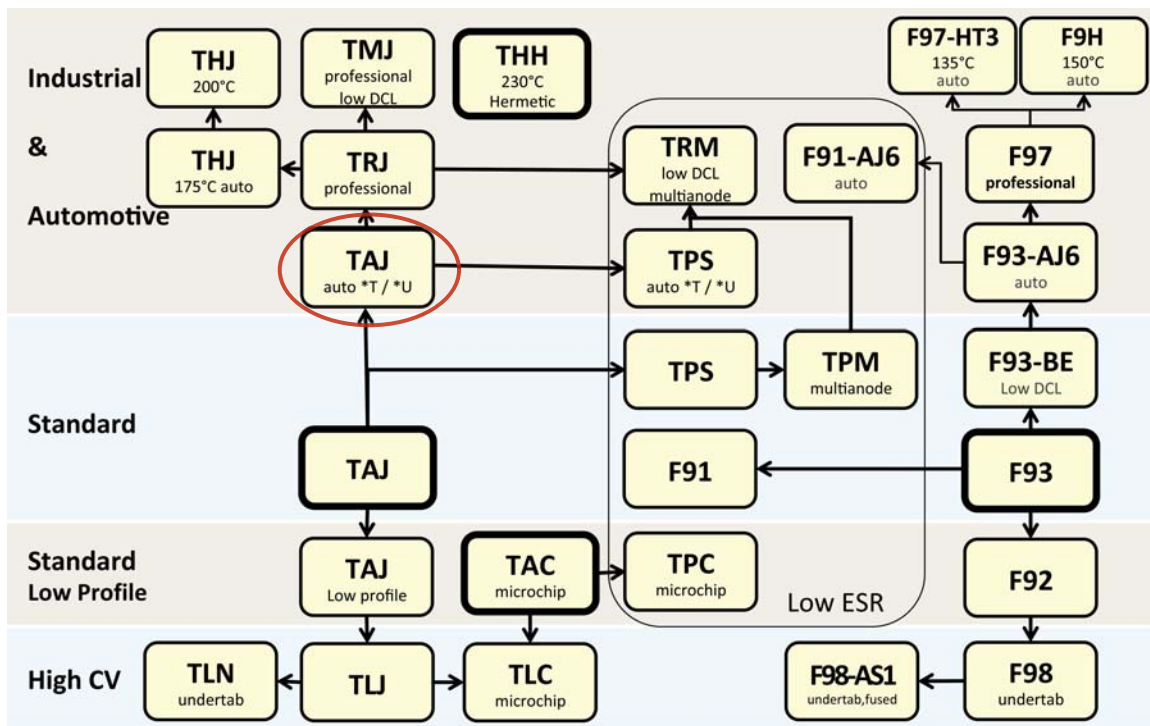 Industrial
&
Automotive
THJ
200°C
TMJ
professional
low DCL
THH
230°C
Hermetic
F97-HT3
135°C
auto
F9H
150°C
auto
THJ
175°C auto
TRJ
professional
TRM
low DCL
multianode
F91-AJ6
auto
F97
professional
TAJ
auto *T / *U
TPS
auto *T / *U
F93-AJ6
auto
Standard
TPS
TPM
multianode
F93-BE
Low DCL
TAJ
F91
F93
Standard
Low Profile
TAJ
Low profile
TAC
microchip
TPC
microchip
Low ESR
F92
High CV
TLN
undertab
TLJ
TLC
microchip
F98-AS1
undertab,fused
F98
undertab